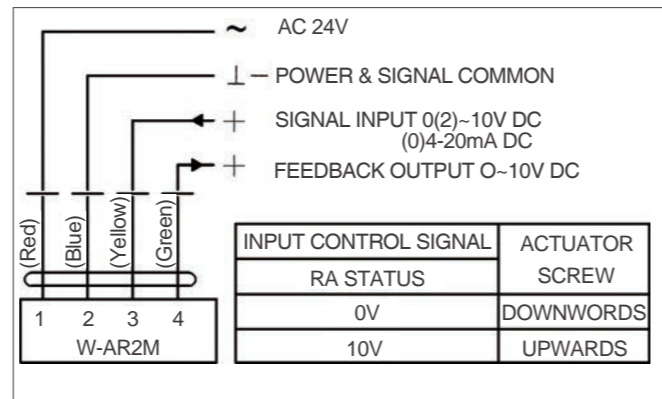 ~ AC 24V
⊥ − POWER & SIGNAL COMMON
+ SIGNAL INPUT 0(2)~10V DC
(0)4-20mA DC
+ FEEDBACK OUTPUT O~10V DC
(Red) (Blue) (Yellow) (Green)
1 2 3 4
W-AR2M
INPUT CONTROL SIGNAL ACTUATOR
RA STATUS SCREW
0V DOWNWORDS
10V UPWARDS